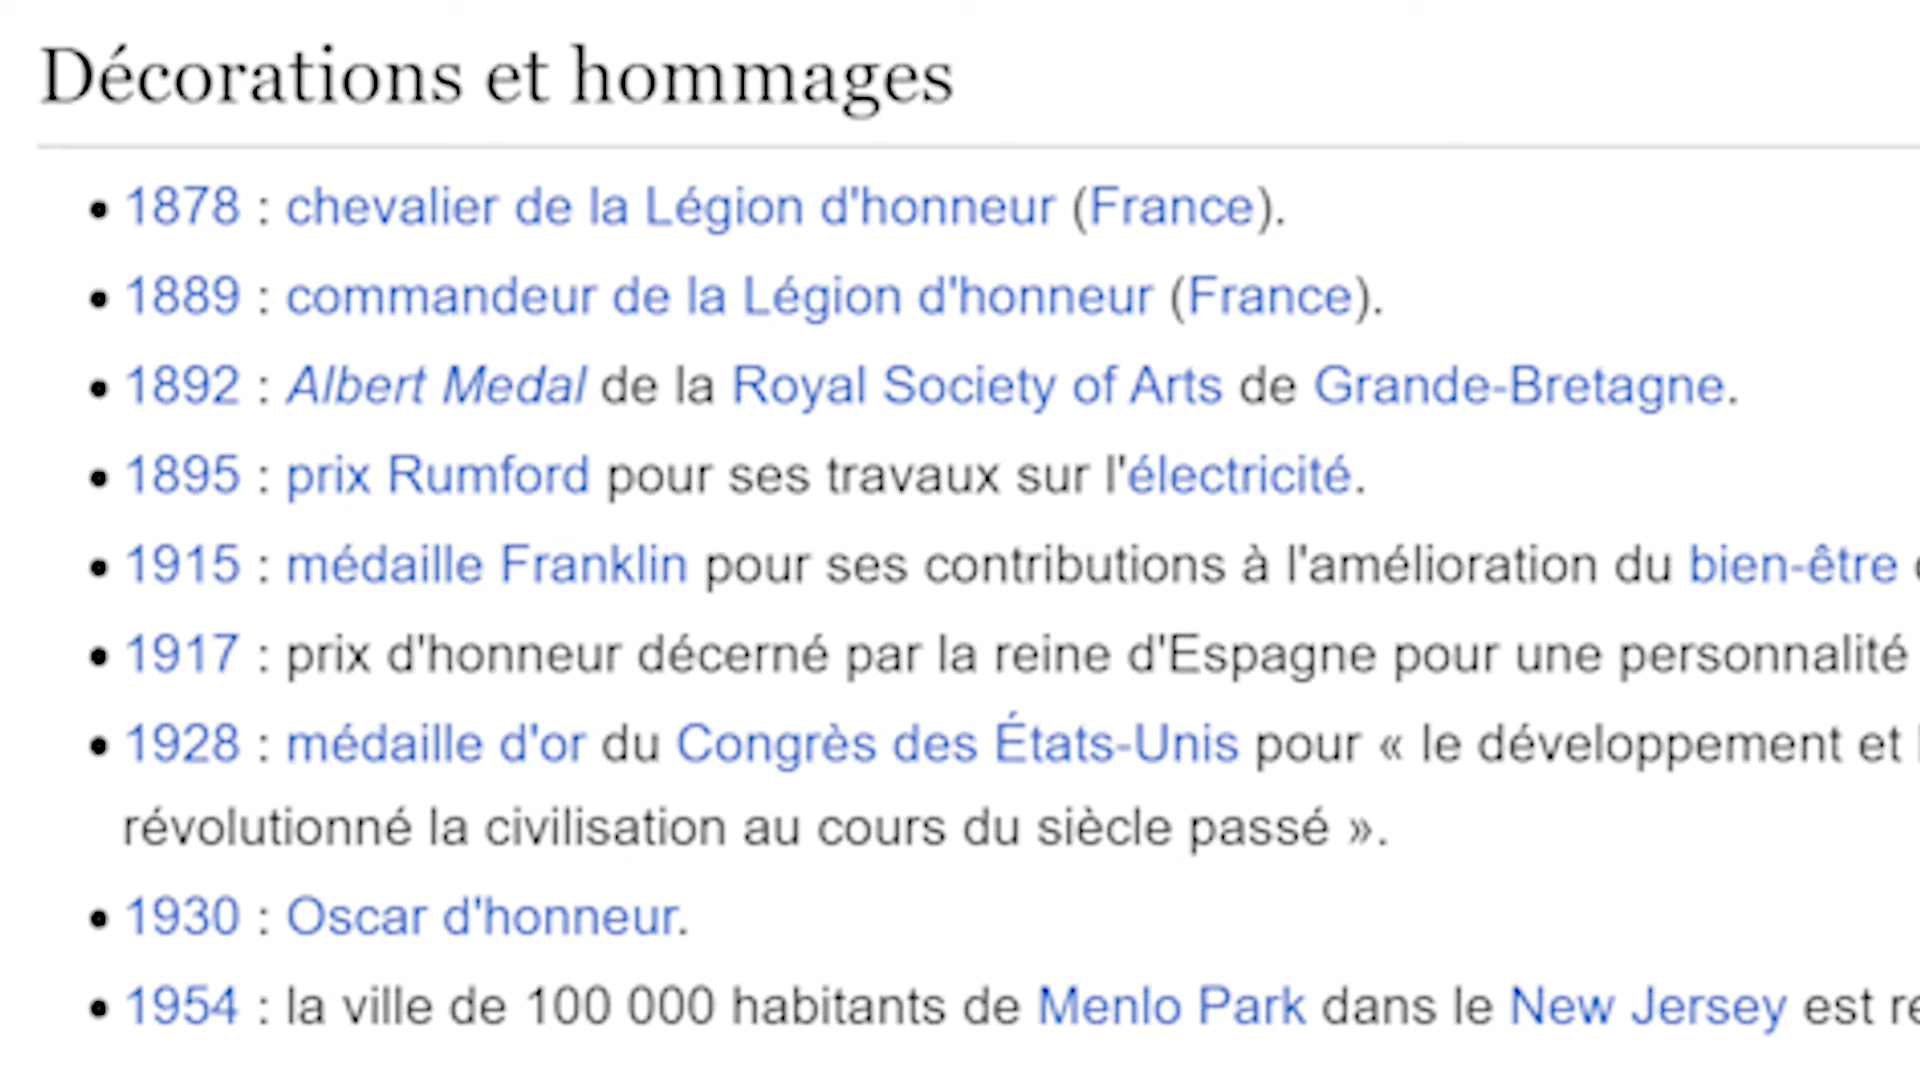 Décorations et hommages
• 1878 : chevalier de la Légion d'honneur (France).
• 1889 : commandeur de la Légion d'honneur (France).
• 1892 : Albert Medal de la Royal Society of Arts de Grande-Bretagne.
• 1895 : prix Rumford pour ses travaux sur l'électricité.
• 1915 : médaille Franklin pour ses contributions à l'amélioration du bien-être
• 1917 : prix d'honneur décerné par la reine d'Espagne pour une personnalité
• 1928 : médaille d'or du Congrès des États-Unis pour « le développement et
révolutionné la civilisation au cours du siècle passé ».
• 1930 : Oscar d'honneur.
• 1954 : la ville de 100 000 habitants de Menlo Park dans le New Jersey est